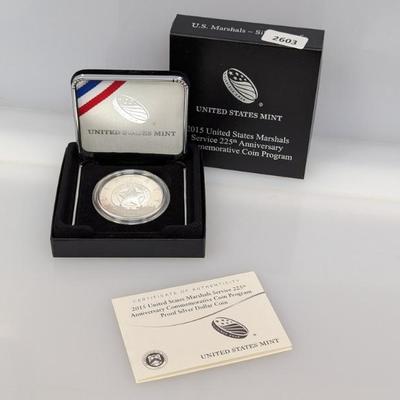 U.S. Marshals – Si
2603
UNITED STATES MINT
2015 United States Marshals
Service 225th Anniversary
memorative Coin Program
UNITED STATES MINT
CERTIFICATE OF AUTHENTICITY
2015 United States Marshals Service 225th
Anniversary Commemorative Coin Program
Proof Silver Dollar Coin
UNITED STATES MINT